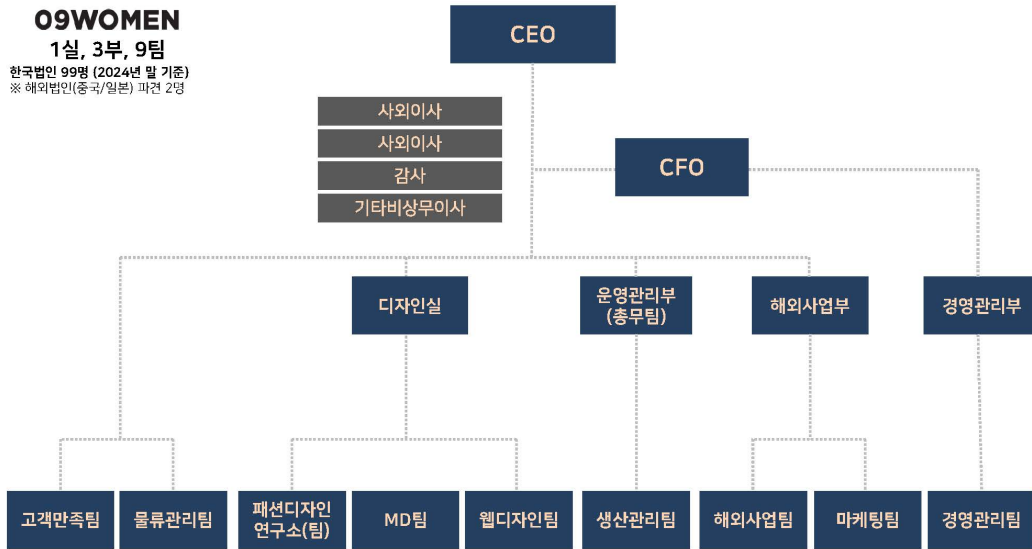 09WOMEN
1실, 3부, 9팀
한국법인 99명 (2024년 말 기준)
※ 해외법인(중국/일본) 파견 2명
CEO
사외이사
사외이사
감사
기타비상무이사
CFO
디자인실
운영관리부
(총무팀)
해외사업부
경영관리부
고객만족팀
물류관리팀
패션디자인
연구소(팀)
MD팀
웹디자인팀
생산관리팀
해외사업팀
마케팅팀
경영관리팀